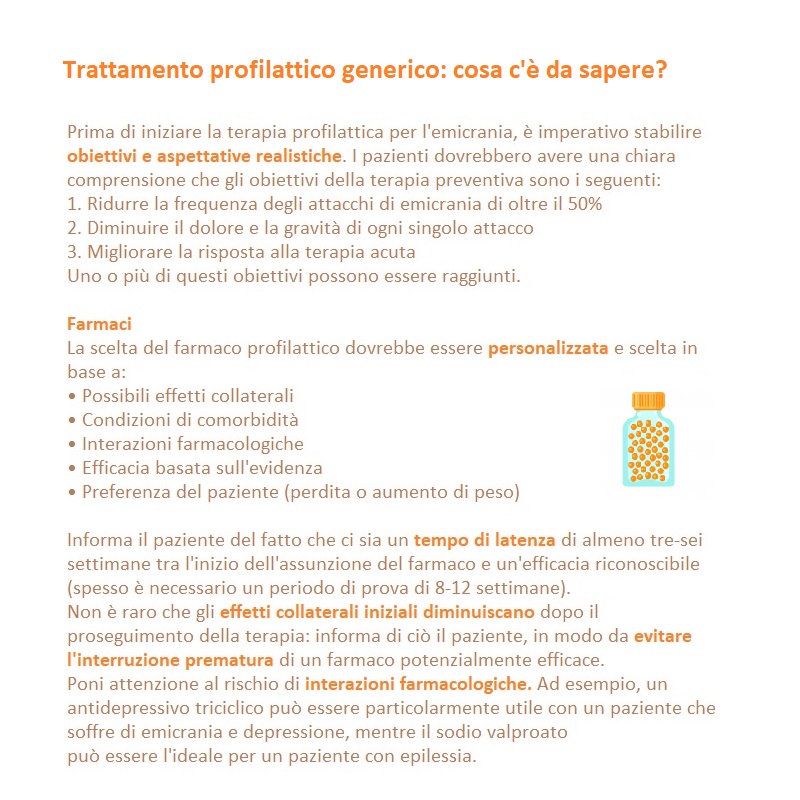 Trattamento profilattico generico: cosa c'è da sapere?
Prima di iniziare la terapia profilattica per l'emicrania, è imperativo stabilire
obiettivi e aspettative realistiche. I pazienti dovrebbero avere una chiara
comprensione che gli obiettivi della terapia preventiva sono i seguenti:
1. Ridurre la frequenza degli attacchi di emicrania di oltre il 50%
2. Diminuire il dolore e la gravità di ogni singolo attacco
3. Migliorare la risposta alla terapia acuta
Uno o più di questi obiettivi possono essere raggiunti.
Farmaci
La scelta del farmaco profilattico dovrebbe essere personalizzata e scelta in
base a:
• Possibili effetti collaterali
• Condizioni di comorbidità
• Interazioni farmacologiche
• Efficacia basata sull'evidenza
• Preferenza del paziente (perdita o aumento di peso)
Informa il paziente del fatto che ci sia un tempo di latenza di almeno tre-sei
settimane tra l'inizio dell'assunzione del farmaco e un'efficacia riconoscibile
(spesso è necessario un periodo di prova di 8-12 settimane).
Non è raro che gli effetti collaterali iniziali diminuiscano dopo il
proseguimento della terapia: informa di ciò il paziente, in modo da evitare
l'interruzione prematura di un farmaco potenzialmente efficace.
Poni attenzione al rischio di interazioni farmacologiche. Ad esempio, un
antidepressivo triciclico può essere particolarmente utile con un paziente che
soffre di emicrania e depressione, mentre il sodio valproato
può essere l'ideale per un paziente con epilessia.